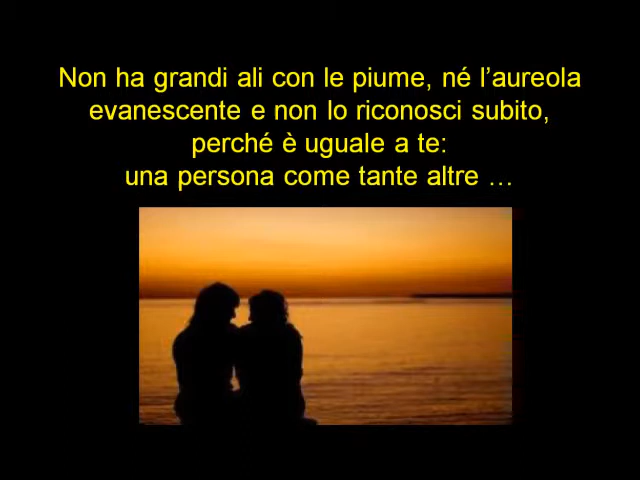 Non ha grandi ali con le piume, né l’aureola
evanescente e non lo riconosci subito,
perché è uguale a te:
una persona come tante altre …